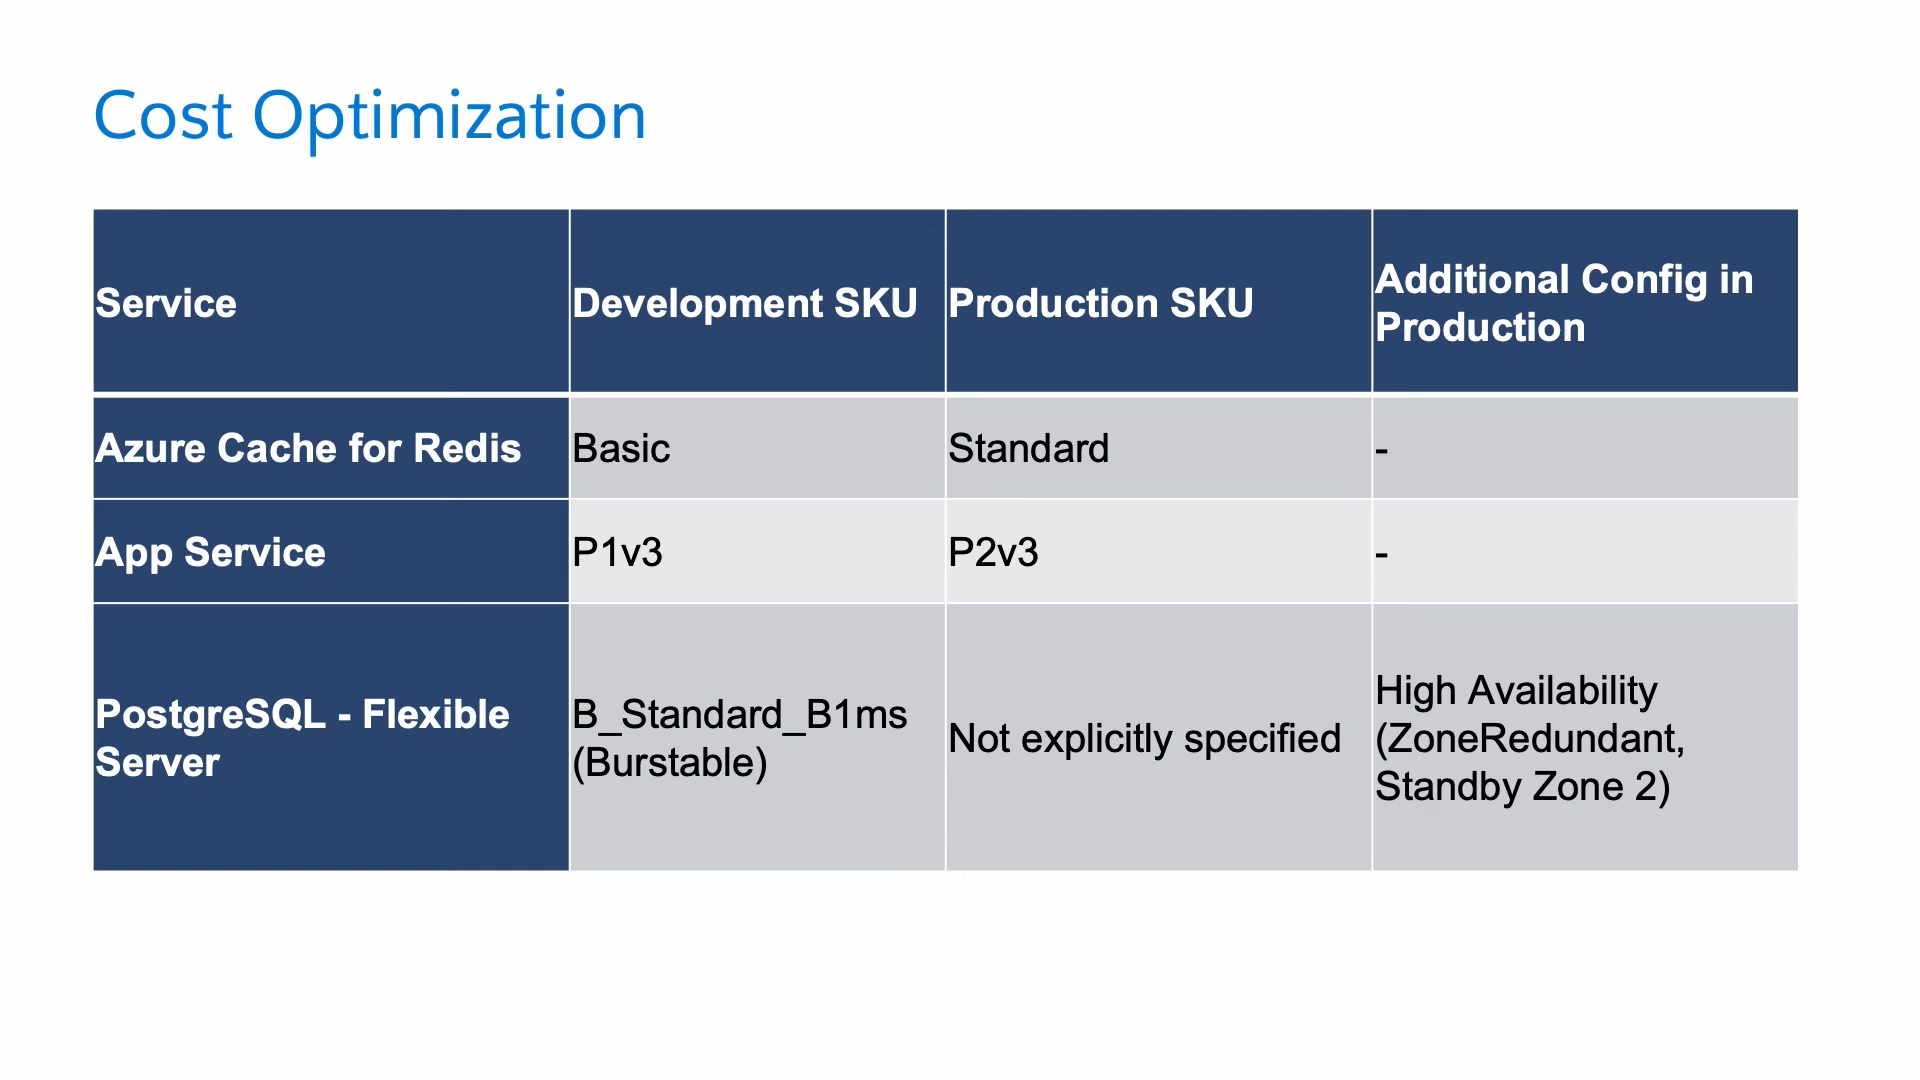 Cost Optimization
Service
Development SKU
Production SKU
Additional Config in
Production
Azure Cache for Redis
Basic
Standard
-
App Service
P1v3
P2v3
-
PostgreSQL - Flexible
Server
B_Standard_B1ms
(Burstable)
Not explicitly specified
High Availability
(ZoneRedundant,
Standby Zone 2)